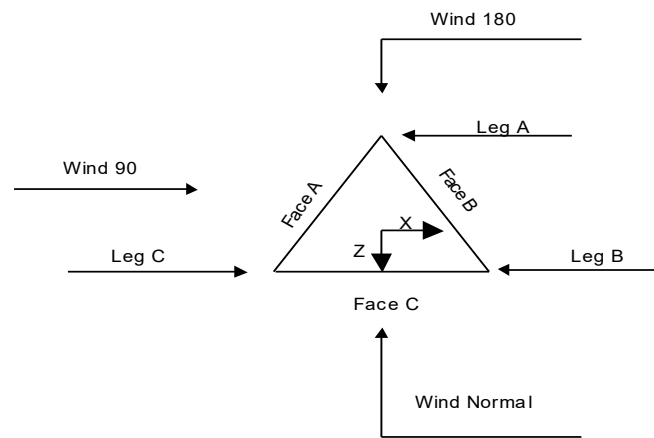 Wind 180
Leg A
Wind 90
Face A
Face B
X
Z
Leg C
Leg B
Face C
Wind Normal